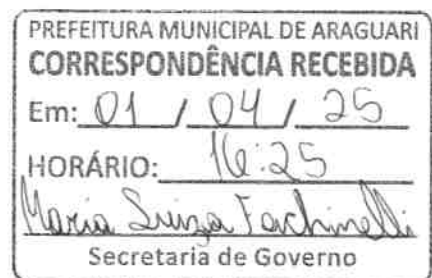 PREFEITURA MUNICIPAL DE ARAGUARI
CORRESPONDÊNCIA RECEBIDA
Em: 01 / 04 / 25
HORÁRIO: 16:25
Maria Luiza Fachinelli
Secretaria de Governo